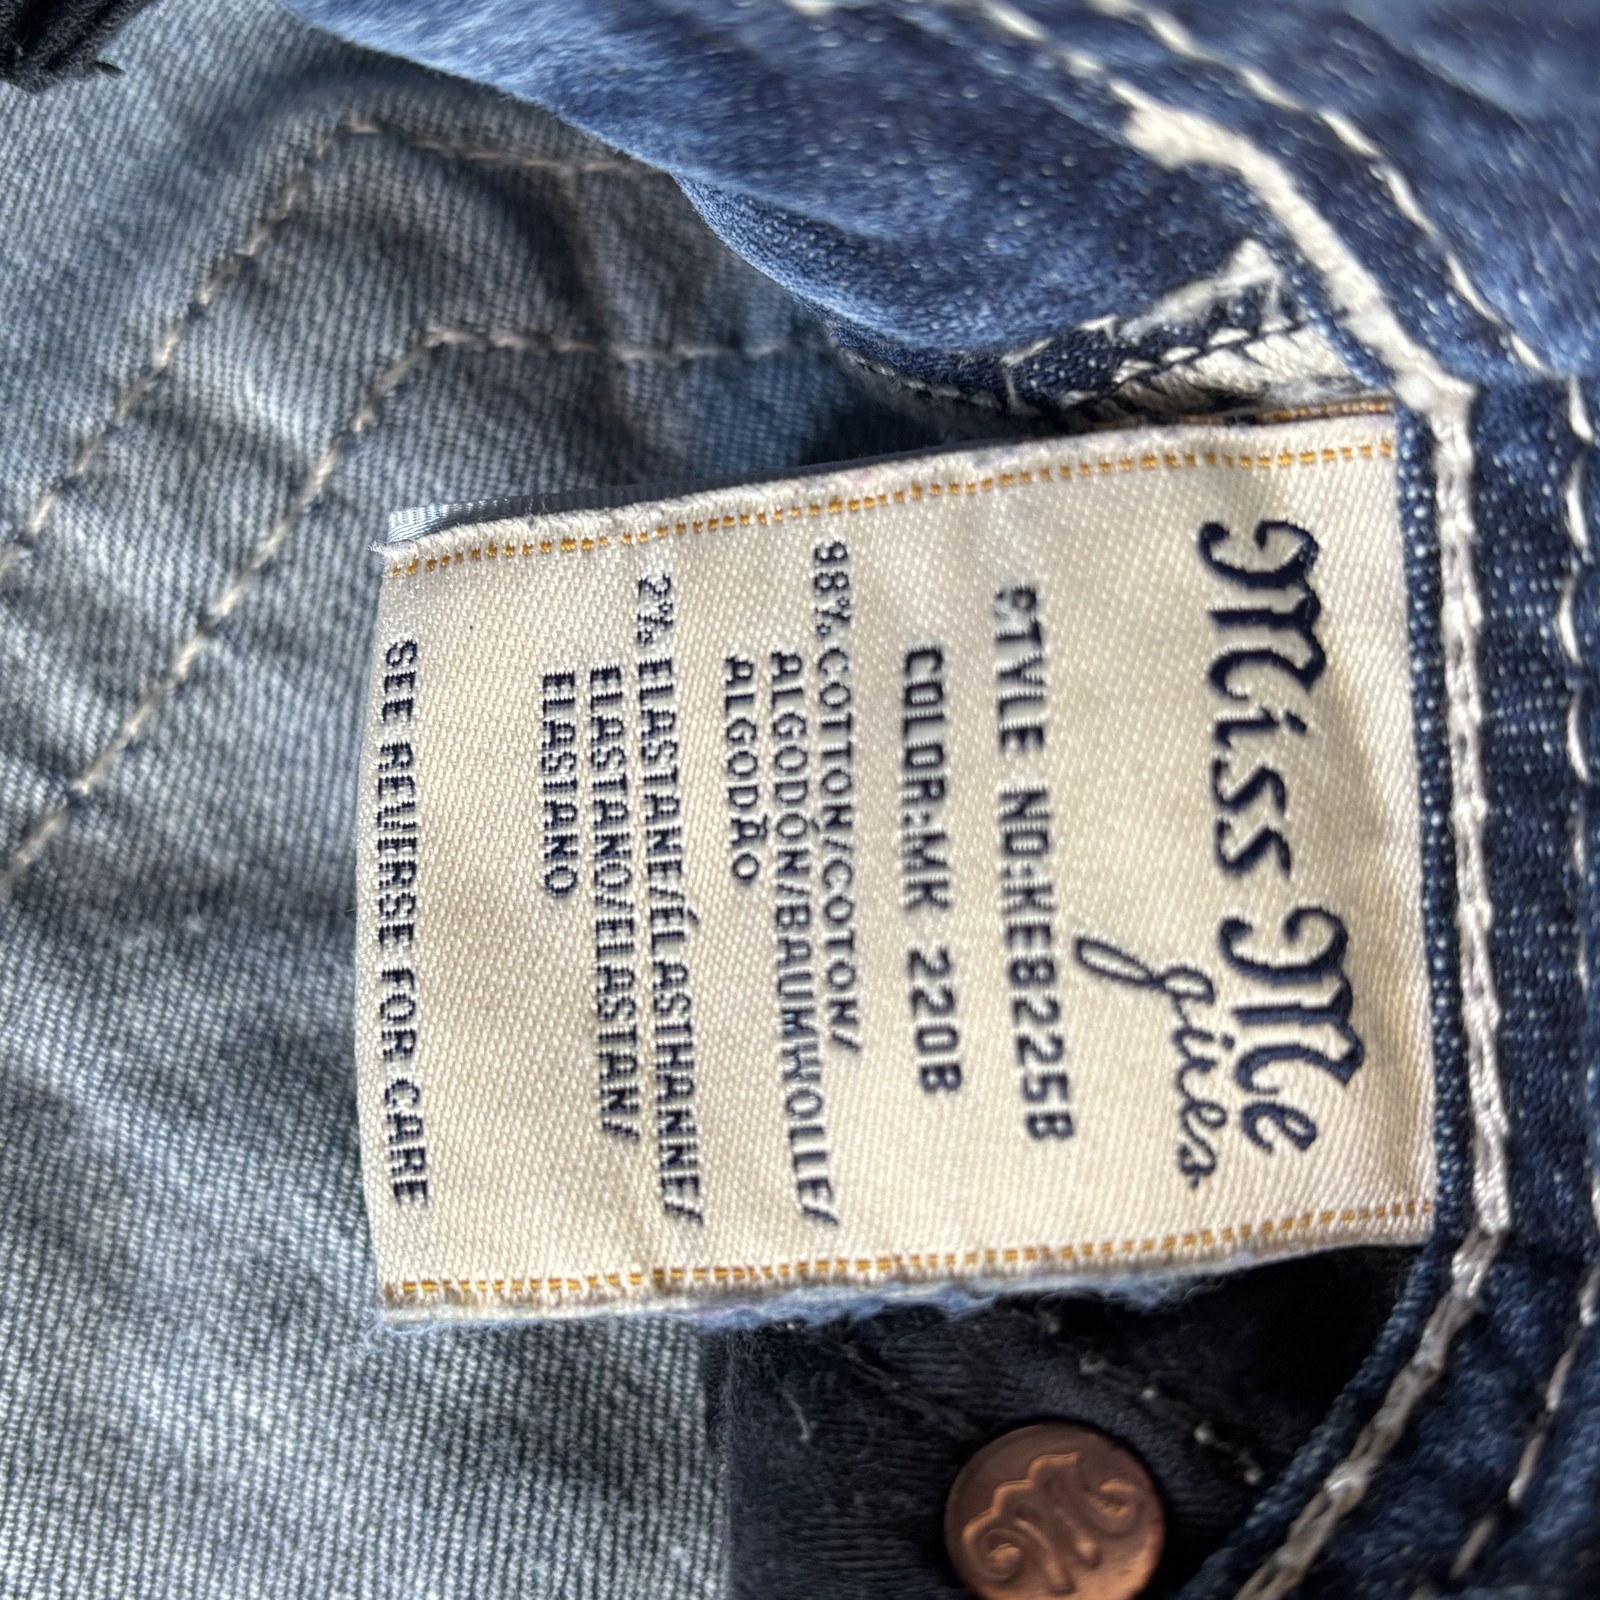 Miss Me
girls
STYLE NO:KE8225B
COLOR:MK 220B
98% COTTON/COTON/
ALGODÓN/BAUMWOLLE/
ALGODÃO
2% ELASTANE/ÉLASTHANNE/
ELASTANO/ELASTAN/
ELASTANO
SEE REVERSE FOR CARE
M